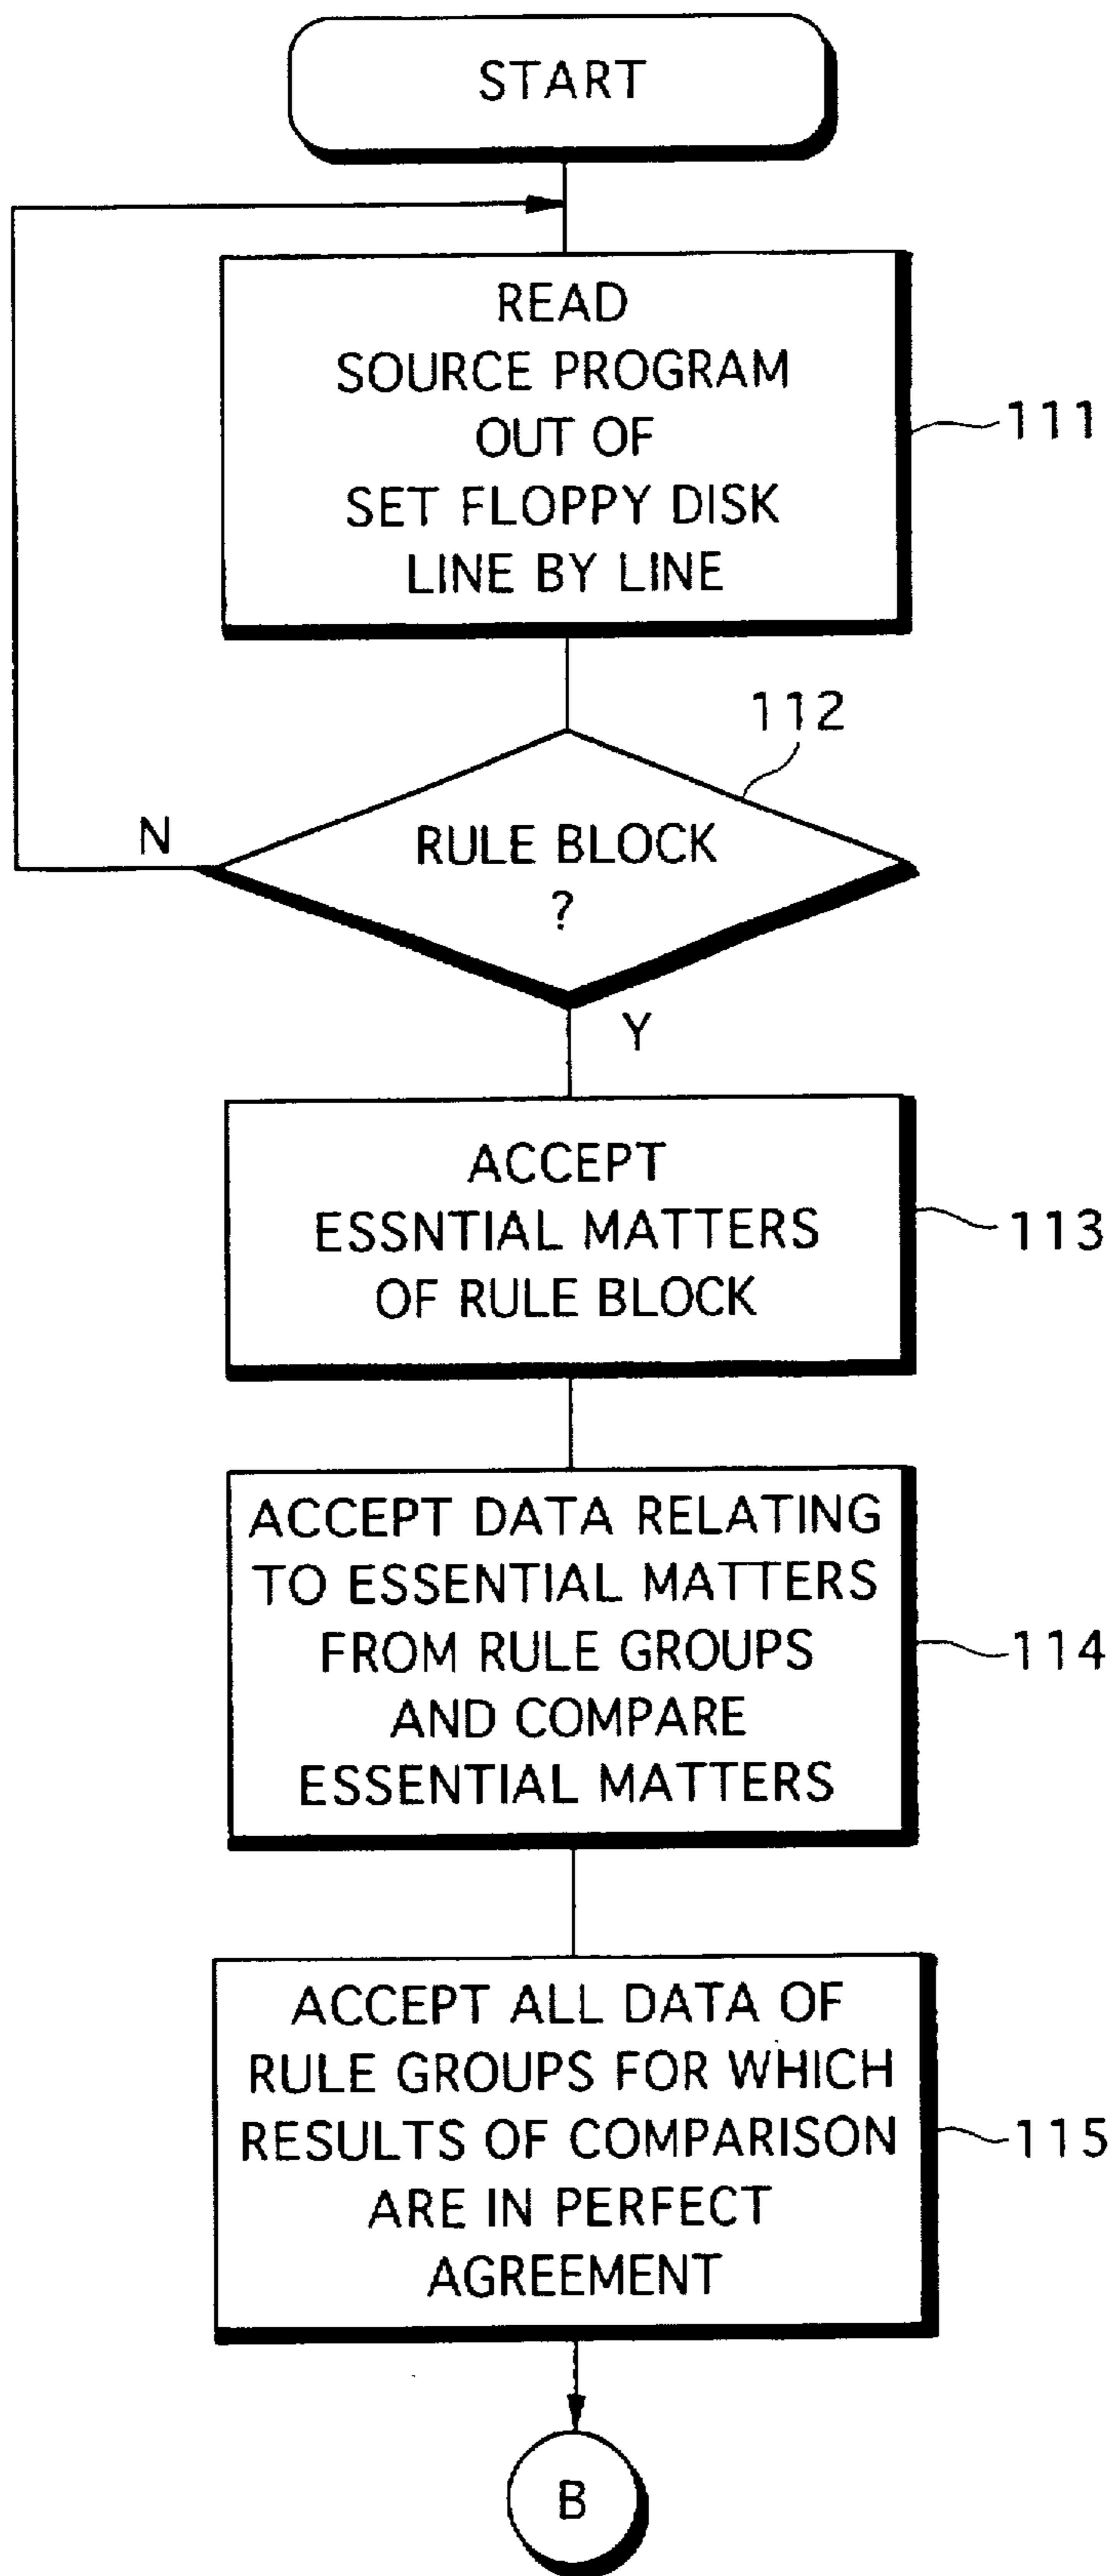 START
READ
SOURCE PROGRAM
OUT OF
SET FLOPPY DISK
LINE BY LINE
111
112
N
RULE BLOCK
?
Y
ACCEPT
ESSNTIAL MATTERS
OF RULE BLOCK
113
ACCEPT DATA RELATING
TO ESSENTIAL MATTERS
FROM RULE GROUPS
AND COMPARE
ESSENTIAL MATTERS
114
ACCEPT ALL DATA OF
RULE GROUPS FOR WHICH
RESULTS OF COMPARISON
ARE IN PERFECT
AGREEMENT
115
B